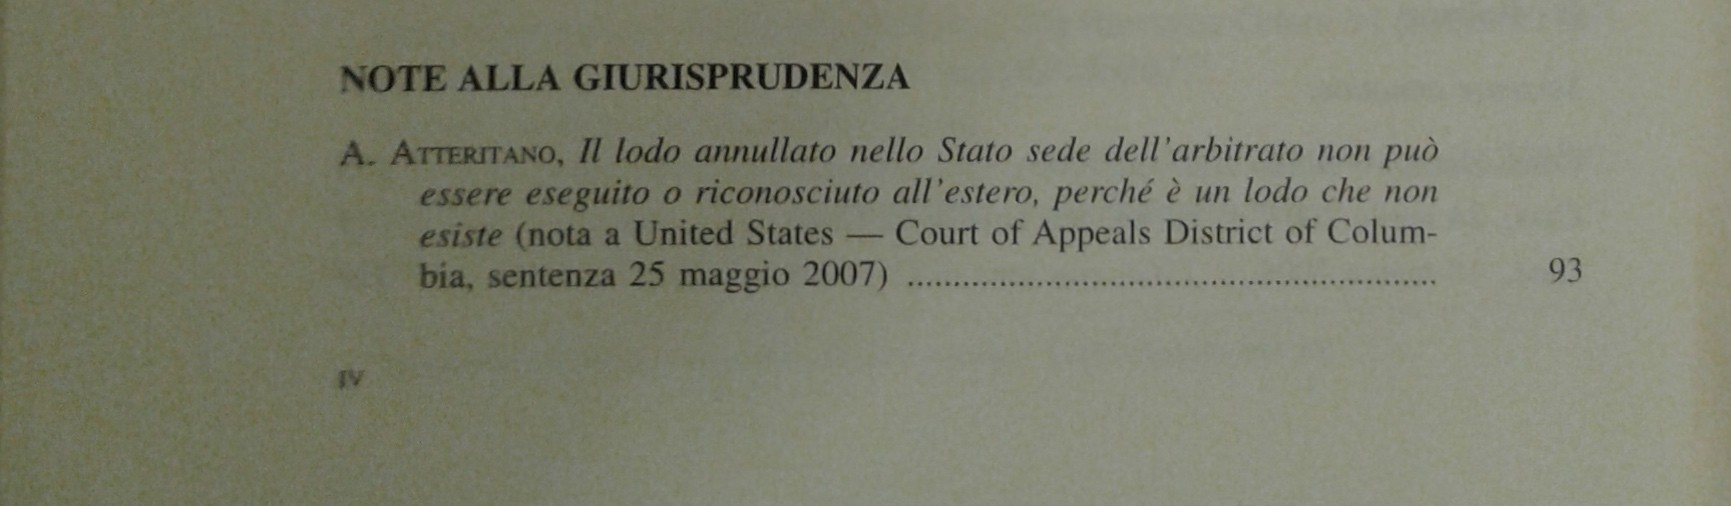 NOTE ALLA GIURISPRUDENZA
A. ATTERITANO, Il lodo annullato nello Stato sede dell'arbitrato non può
essere eseguito o riconosciuto all'estero, perché è un lodo che non
esiste (nota a United States — Court of Appeals District of Colum-
bia, sentenza 25 maggio 2007) ......................................................... 93
IV